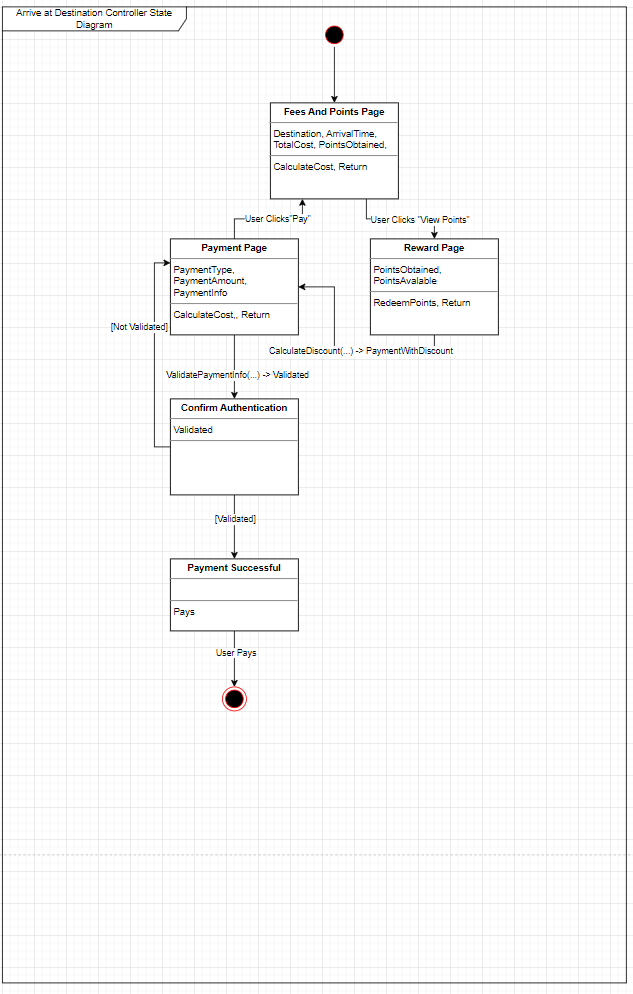 Arrive at Destination Controller State
Diagram
Fees And Points Page
Destination, ArrivalTime,
TotalCost, PointsObtained,
CalculateCost, Return
User Clicks"Pay"
User Clicks "View Points"
Payment Page
PaymentType,
PaymentAmount,
PaymentInfo
CalculateCost,, Return
Reward Page
PointsObtained,
PointsAvalable
RedeemPoints, Return
[Not Validated]
CalculateDiscount(...) -> PaymentWithDiscount
ValidatePaymentInfo(...) -> Validated
Confirm Authentication
Validated
[Validated]
Payment Successful
Pays
User Pays